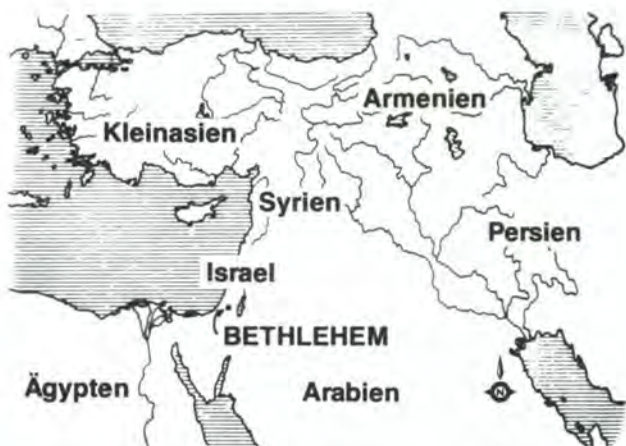 Armenien
Kleinasien
Syrien
Persien
Israel
BETHLEHEM
Ägypten
Arabien
N